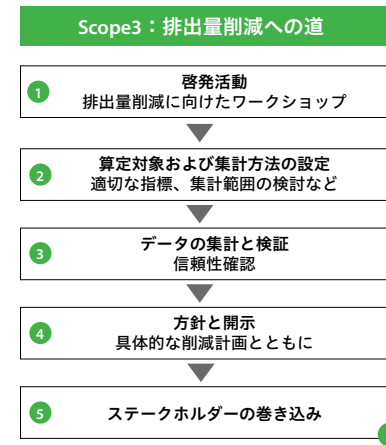 Scope3：排出量削減への道
1
啓発活動
排出量削減に向けたワークショップ
2
算定対象および集計方法の設定
適切な指標、集計範囲の検討など
3
データの集計と検証
信頼性確認
4
方針と開示
具体的な削減計画とともに
5
ステークホルダーの巻き込み